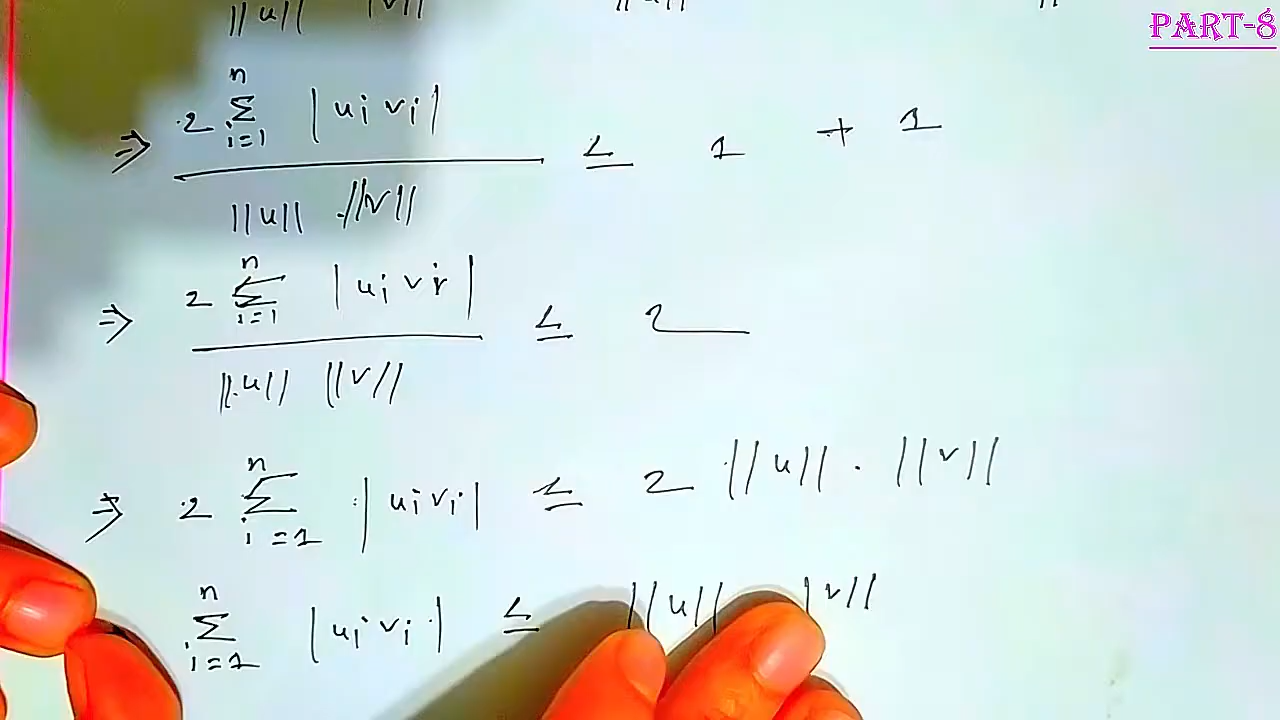 PART-8
||u|| |v|| ||u|| ||
⇒ 2 Σ_{i=1}^{n} |u_i v_i| / ||u|| . ||v|| ≤ 1 + 1
⇒ 2 Σ_{i=1}^{n} |u_i v_i| / ||u|| ||v|| ≤ 2
⇒ 2 Σ_{i=1}^{n} |u_i v_i| ≤ 2 ||u|| . ||v||
Σ_{i=1}^{n} |u_i v_i| ≤ ||u|| |v||